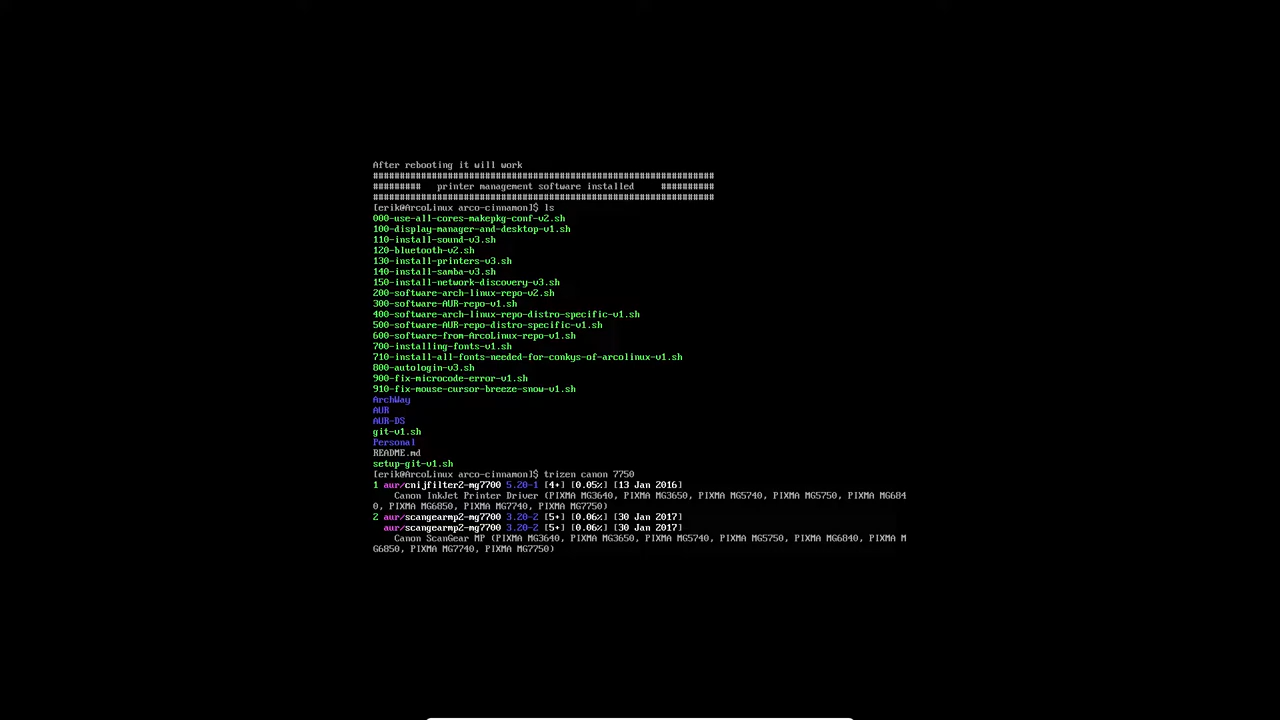 After rebooting it will work
################################################################
#########   printer management software installed     ##########
################################################################
[erik@ArcoLinux arco-cinnamon]$ ls
000-use-all-cores-makepkg-conf-v2.sh
100-display-manager-and-desktop-v1.sh
110-install-sound-v3.sh
120-bluetooth-v2.sh
130-install-printers-v3.sh
140-install-samba-v3.sh
150-install-network-discovery-v3.sh
200-software-arch-linux-repo-v2.sh
300-software-AUR-repo-v1.sh
400-software-arch-linux-repo-distro-specific-v1.sh
500-software-AUR-repo-distro-specific-v1.sh
600-software-from-ArcoLinux-repo-v1.sh
700-installing-fonts-v1.sh
710-install-all-fonts-needed-for-conkys-of-arcolinux-v1.sh
800-autologin-v3.sh
900-fix-microcode-error-v1.sh
910-fix-mouse-cursor-breeze-snow-v1.sh
ArchWay
AUR
AUR-DS
git-v1.sh
Personal
README.md
setup-git-v1.sh
[erik@ArcoLinux arco-cinnamon]$ trizen canon 7750
1 aur/cnijfilter2-mg7700 5.20-1 [4+] [0.05%] [13 Jan 2016]
    Canon InkJet Printer Driver (PIXMA MG3640, PIXMA MG3650, PIXMA MG5740, PIXMA MG5750, PIXMA MG684
0, PIXMA MG6850, PIXMA MG7740, PIXMA MG7750)
2 aur/scangearmp2-mg7700 3.20-2 [5+] [0.06%] [30 Jan 2017]
  aur/scangearmp2-mg7700 3.20-2 [5+] [0.06%] [30 Jan 2017]
    Canon ScanGear MP (PIXMA MG3640, PIXMA MG3650, PIXMA MG5740, PIXMA MG5750, PIXMA MG6840, PIXMA M
G6850, PIXMA MG7740, PIXMA MG7750)